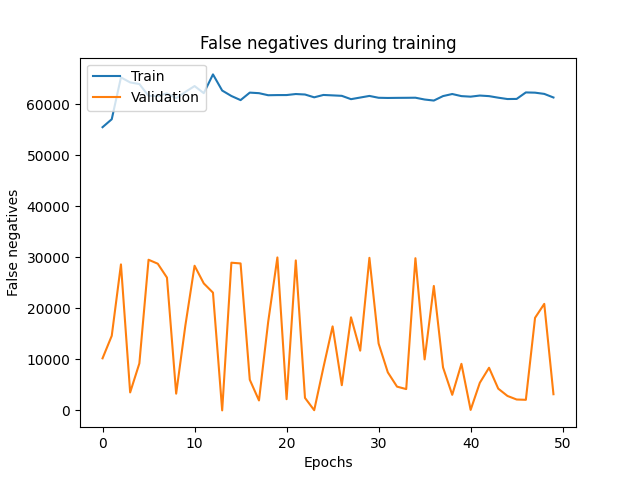 False negatives during training
Train
Validation
False negatives
60000
50000
40000
30000
20000
10000
0
0 10 20 30 40 50
Epochs